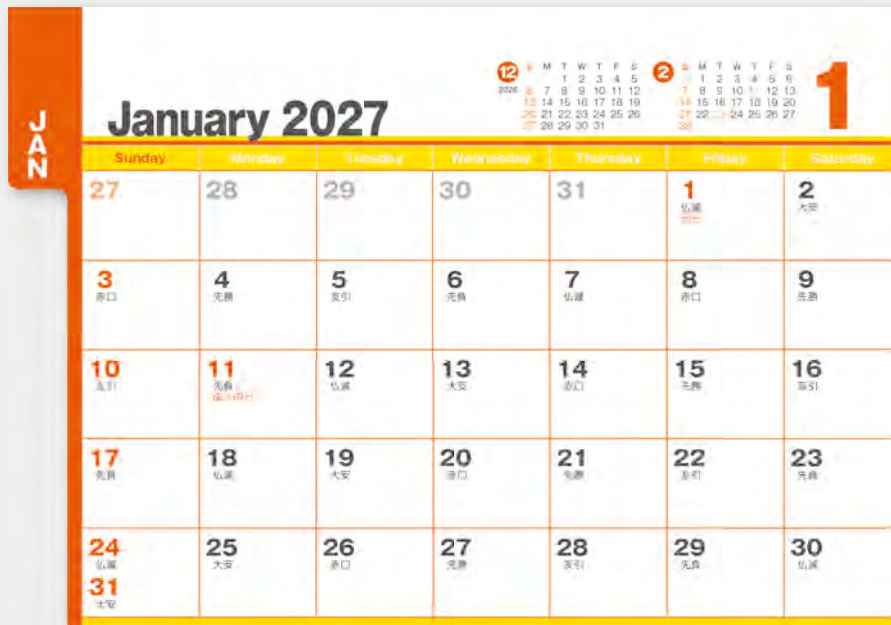 JAN
January 2027
12
2026
S M T W T F S
1 2 3 4 5
6 7 8 9 10 11 12
13 14 15 16 17 18 19
20 21 22 23 24 25 26
27 28 29 30 31
2
S M T W T F S
1 2 3 4 5 6
7 8 9 10 11 12 13
14 15 16 17 18 19 20
21 22 24 25 26 27
28
1
Sunday Monday Tuesday Wednesday Thursday Friday Saturday
27 28 29 30 31 1 2
仏滅 大安
元日
3 4 5 6 7 8 9
赤口 先勝 友引 先負 仏滅 赤口 先勝
10 11 12 13 14 15 16
友引 先負 仏滅 大安 赤口 先勝 友引
成人の日
17 18 19 20 21 22 23
先負 仏滅 大安 赤口 先勝 友引 先負
24 25 26 27 28 29 30
仏滅 大安 赤口 先勝 友引 先負 仏滅
31
大安